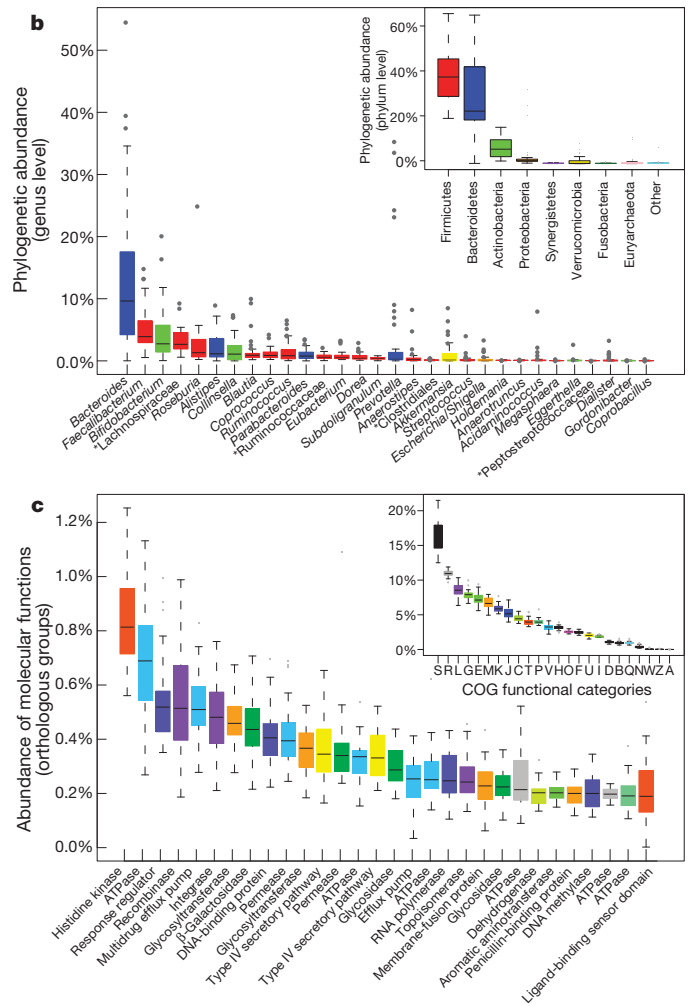 b
Phylogenetic abundance
(genus level)
50%
40%
30%
20%
10%
0.0%
Bacteroides
Faecalibacterium
Bifidobacterium
*Lachnospiraceae
Roseburia
Alistipes
Collinsella
Blautia
Coprococcus
Ruminococcus
Parabacteroides
*Ruminococcaceae
Eubacterium
Dorea
Subdoligranulum
Prevotella
Anaerostipes
*Clostridiales
Akkermansia
Streptococcus
Escherichia/Shigella
Holdemania
Anaerotruncus
Acidaminococcus
Megasphaera
Eggerthella
*Peptostreptococcaceae
Dialister
Gordonibacter
Coprobacillus
Phylogenetic abundance
(phylum level)
60%
20%
0%
Firmicutes
Bacteroidetes
Actinobacteria
Proteobacteria
Synergistetes
Verrucomicrobia
Fusobacteria
Euryarchaeota
Other
c
Abundance of molecular functions
(orthologous groups)
1.2%
1.0%
0.8%
0.6%
0.4%
0.2%
0.0%
Histidine kinase
ATPase
Response regulator
Recombinase
Multidrug efflux pump
Integrase
Glycosyltransferase
β-Galactosidase
DNA-binding protein
Permease
Glycosyltransferase
Type IV secretory pathway
Permease
ATPase
Type IV secretory pathway
Glycosidase
Efflux pump
ATPase
RNA polymerase
Topoisomerase
Membrane-fusion protein
Glycosidase
ATPase
Dehydrogenase
Aromatic aminotransferase
Penicillin-binding protein
DNA methylase
ATPase
ATPase
Ligand-binding sensor domain
20%
15%
10%
5%
0%
SRLGEMKJCTPVHOFUIDBQNWZA
COG functional categories